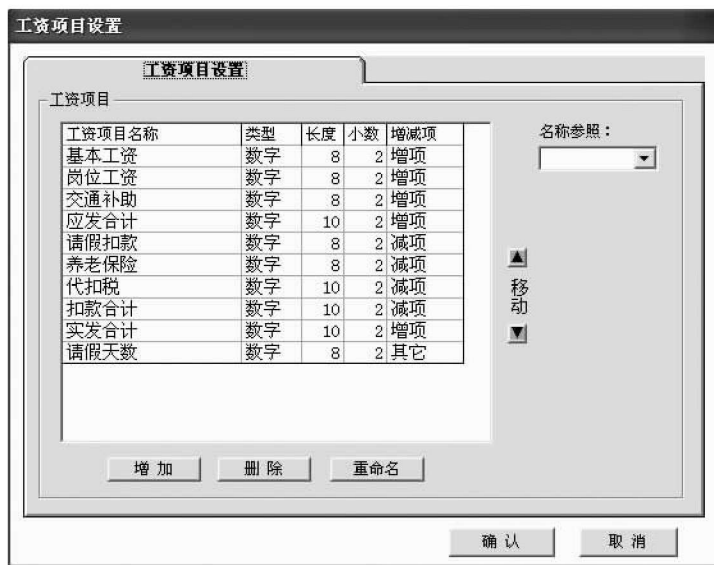 工资项目设置
工资项目设置
工资项目
名称参照：
工资项目名称 类型 长度 小数 增减项
基本工资 数字 8 2 增项
岗位工资 数字 8 2 增项
交通补助 数字 8 2 增项
应发合计 数字 10 2 增项
请假扣款 数字 8 2 减项
养老保险 数字 8 2 减项
代扣税 数字 10 2 减项
扣款合计 数字 10 2 减项
实发合计 数字 10 2 增项
请假天数 数字 8 2 其它
移动
增加 删除 重命名
确认 取消